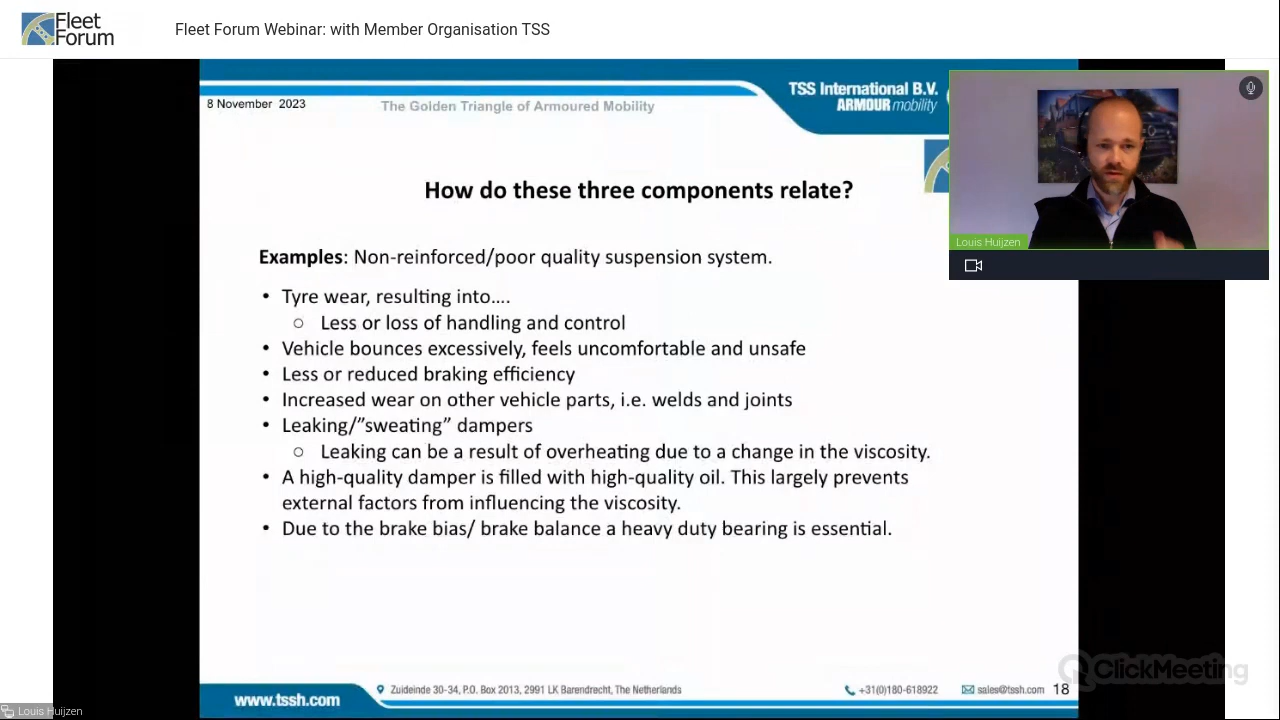 Fleet
Forum
Fleet Forum Webinar: with Member Organisation TSS
8 November 2023
The Golden Triangle of Armoured Mobility
TSS International B.V.
ARMOUR mobility
How do these three components relate?
Louis Huijzen
Examples: Non-reinforced/poor quality suspension system.
• Tyre wear, resulting into....
○ Less or loss of handling and control
• Vehicle bounces excessively, feels uncomfortable and unsafe
• Less or reduced braking efficiency
• Increased wear on other vehicle parts, i.e. welds and joints
• Leaking/”sweating” dampers
○ Leaking can be a result of overheating due to a change in the viscosity.
• A high-quality damper is filled with high-quality oil. This largely prevents
external factors from influencing the viscosity.
• Due to the brake bias/ brake balance a heavy duty bearing is essential.
ClickMeeting
www.tssh.com
Zuideinde 30-34, P.O. Box 2013, 2991 LK Barendrecht, The Netherlands
+31(0)180-618922
sales@tssh.com
18
Louis Huijzen